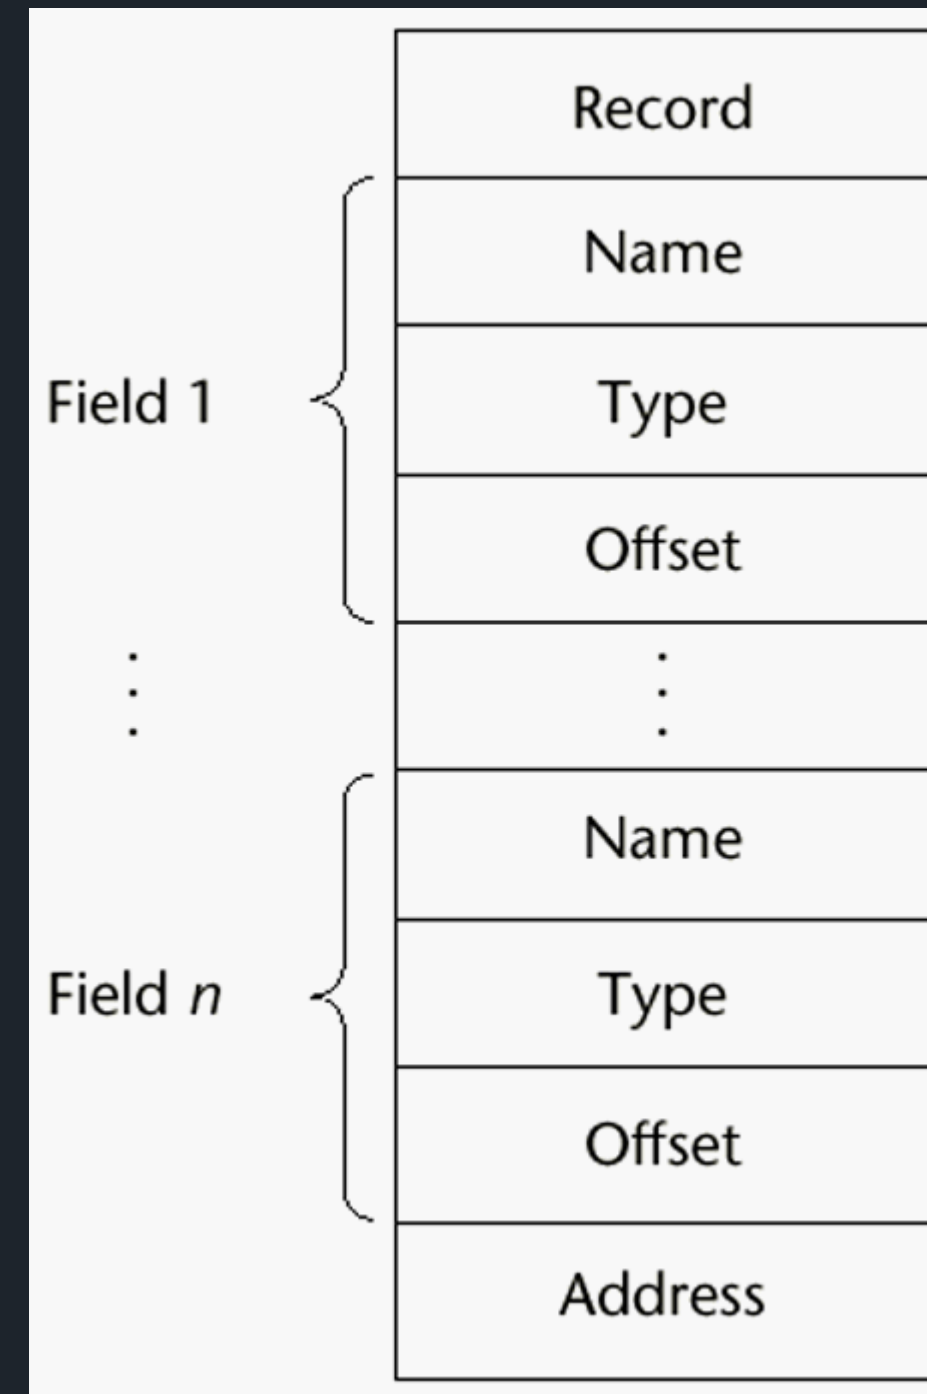 Record
Name
Field 1
Type
Offset
Name
Field n
Type
Offset
Address